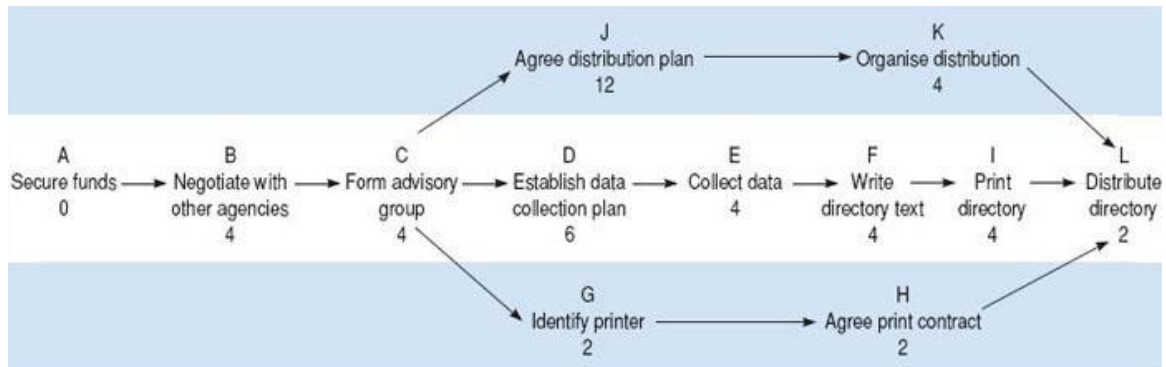 J
Agree distribution plan
12
K
Organise distribution
4
A
Secure funds
0
B
Negotiate with
other agencies
4
C
Form advisory
group
4
D
Establish data
collection plan
6
E
Collect data
4
F
Write
directory text
4
I
Print
directory
4
L
Distribute
directory
2
G
Identify printer
2
H
Agree print contract
2